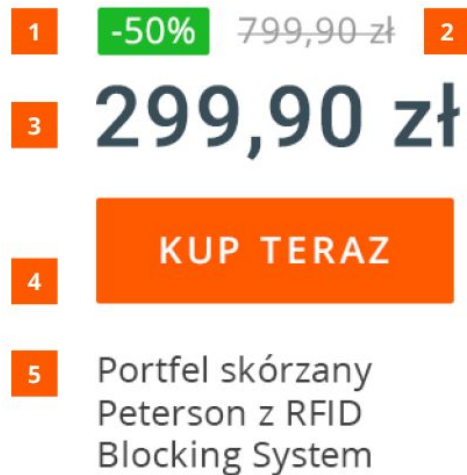 1 -50% 799,90 zł 2
3 299,90 zł
KUP TERAZ
4
5 Portfel skórzany
Peterson z RFID
Blocking System